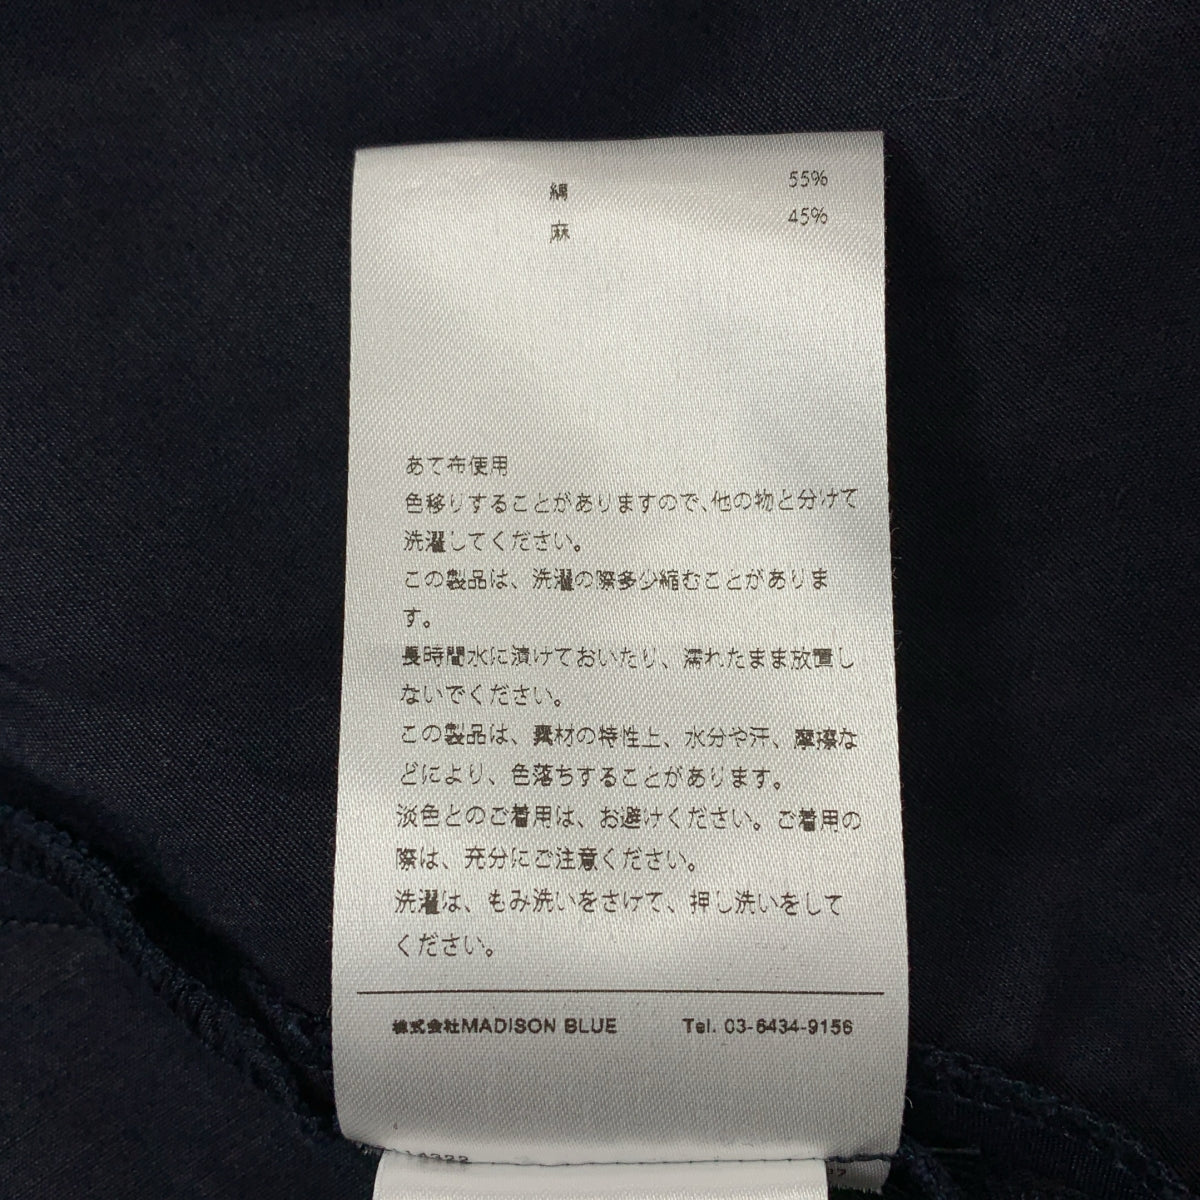 綿 55%
麻 45%
あて布使用
色移りすることがありますので、他の物と分けて
洗濯してください。
この製品は、洗濯の際多少縮むことがありま
す。
長時間水に漬けておいたり、濡れたまま放置し
ないでください。
この製品は、素材の特性上、水分や汗、摩擦な
どにより、色落ちすることがあります。
淡色とのご着用は、お避けください。ご着用の
際は、充分にご注意ください。
洗濯は、もみ洗いをさけて、押し洗いをして
ください。
株式会社MADISON BLUE Tel. 03-6434-9156